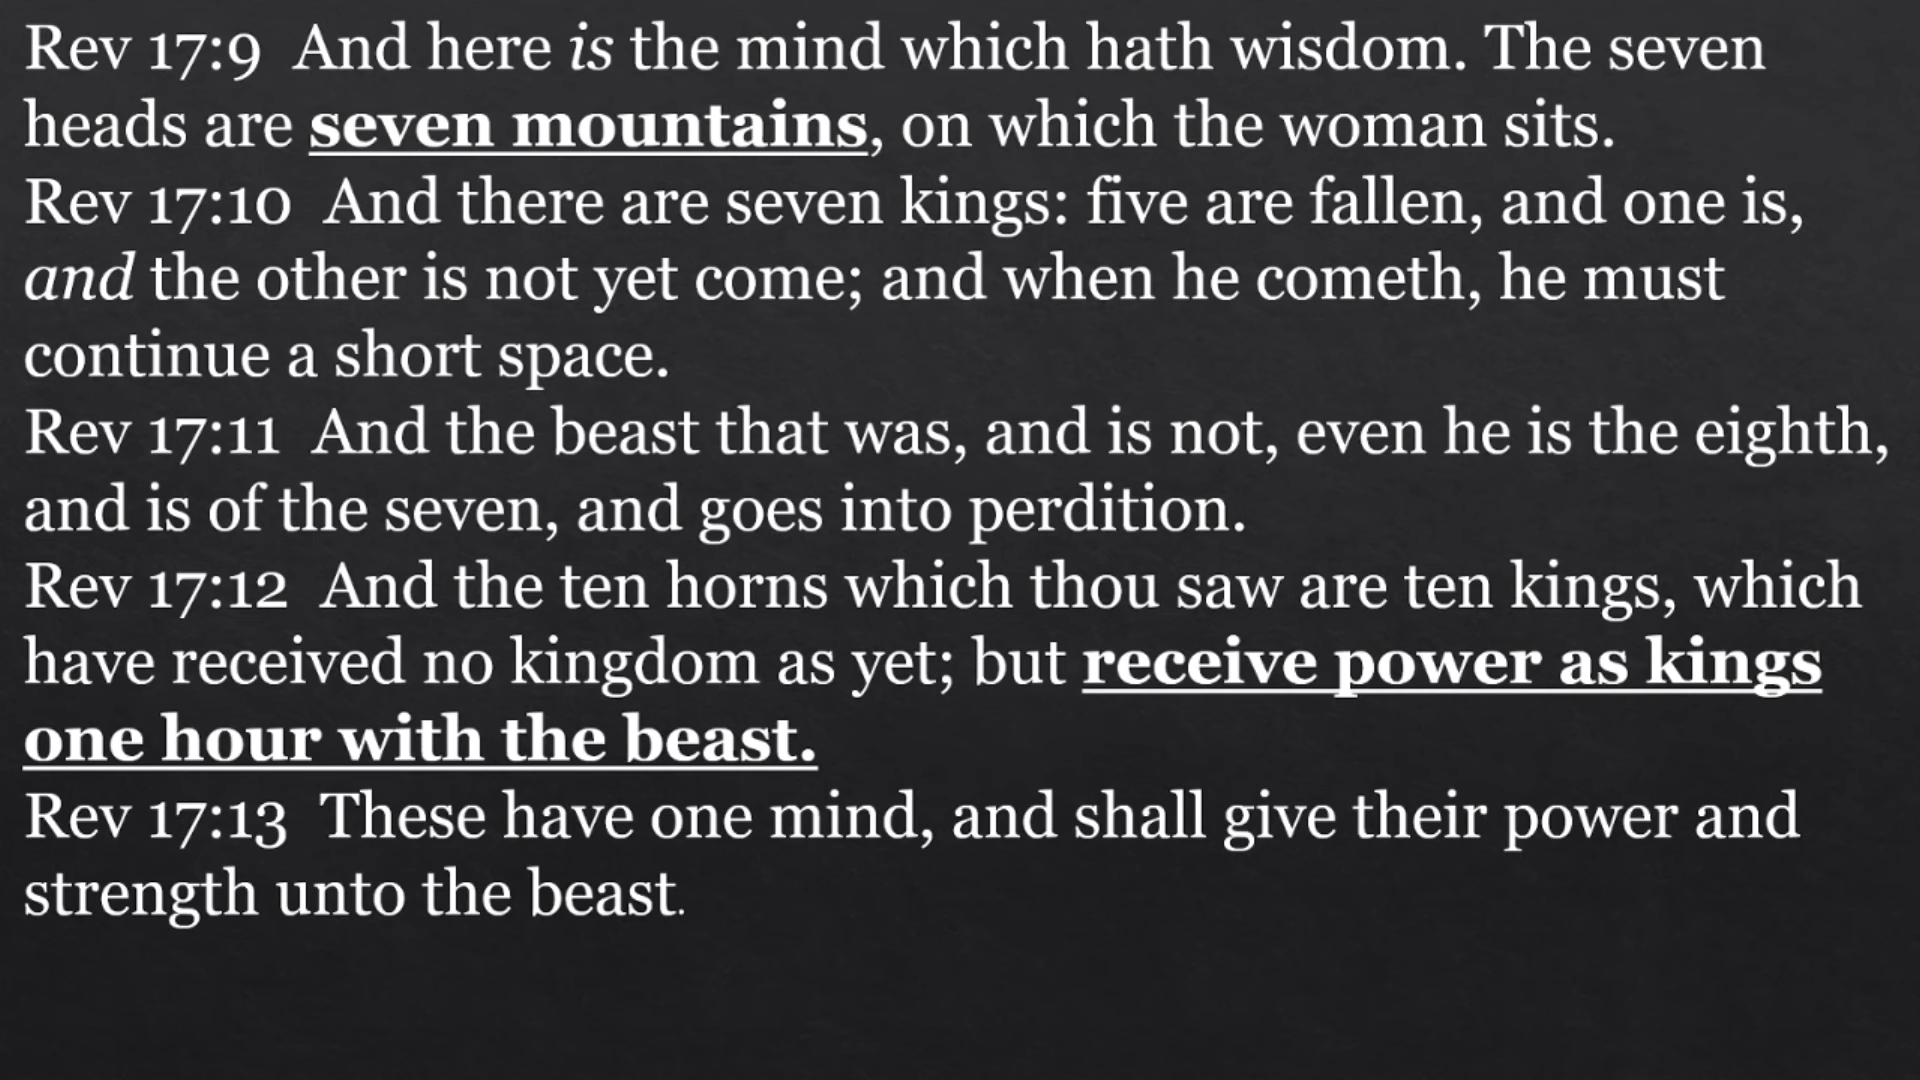 Rev 17:9  And here is the mind which hath wisdom. The seven
heads are seven mountains, on which the woman sits.
Rev 17:10  And there are seven kings: five are fallen, and one is,
and the other is not yet come; and when he cometh, he must
continue a short space.
Rev 17:11  And the beast that was, and is not, even he is the eighth,
and is of the seven, and goes into perdition.
Rev 17:12  And the ten horns which thou saw are ten kings, which
have received no kingdom as yet; but receive power as kings
one hour with the beast.
Rev 17:13  These have one mind, and shall give their power and
strength unto the beast.